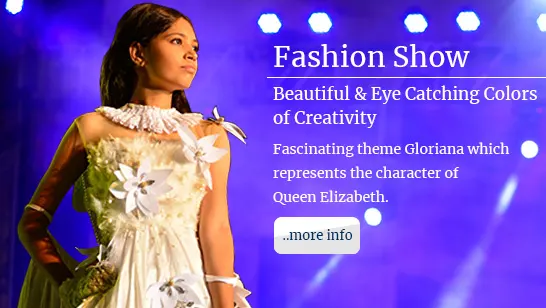 Fashion Show
Beautiful & Eye Catching Colors
of Creativity
Fascinating theme Gloriana which
represents the character of
Queen Elizabeth.
..more info